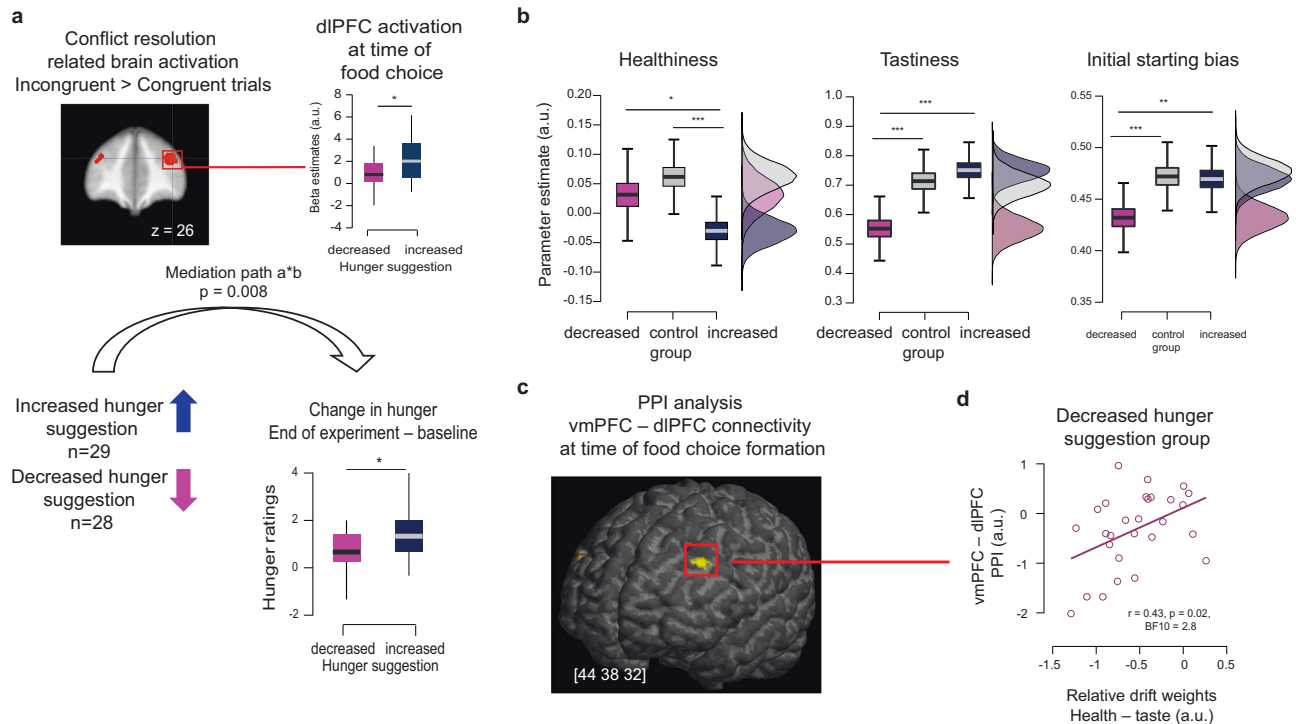 a
Conflict resolution
related brain activation
Incongruent > Congruent trials
z = 26
dlPFC activation
at time of
food choice
Beta estimates (a.u.)
8
6
4
2
0
-2
-4
*
decreased increased
Hunger suggestion
Mediation path a*b
p = 0.008
Increased hunger
suggestion
n=29
Decreased hunger
suggestion
n=28
Change in hunger
End of experiment – baseline
Hunger ratings
4
2
0
-2
*
decreased increased
Hunger suggestion
b
Healthiness
Parameter estimate (a.u.)
0.20
0.15
0.10
0.05
0.00
-0.05
-0.10
-0.15
*
***
decreased control increased
group
Tastiness
1.0
0.9
0.8
0.7
0.6
0.5
0.4
0.3
***
***
decreased control increased
group
Initial starting bias
0.55
0.50
0.45
0.40
0.35
**
***
decreased control increased
group
c
PPI analysis
vmPFC – dlPFC connectivity
at time of food choice formation
[44 38 32]
d
Decreased hunger
suggestion group
vmPFC – dlPFC
PPI (a.u.)
1
0
-1
-2
r = 0.43, p = 0.02,
BF10 = 2.8
-1.5 -1 -0.5 0 0.5
Relative drift weights
Health – taste (a.u.)